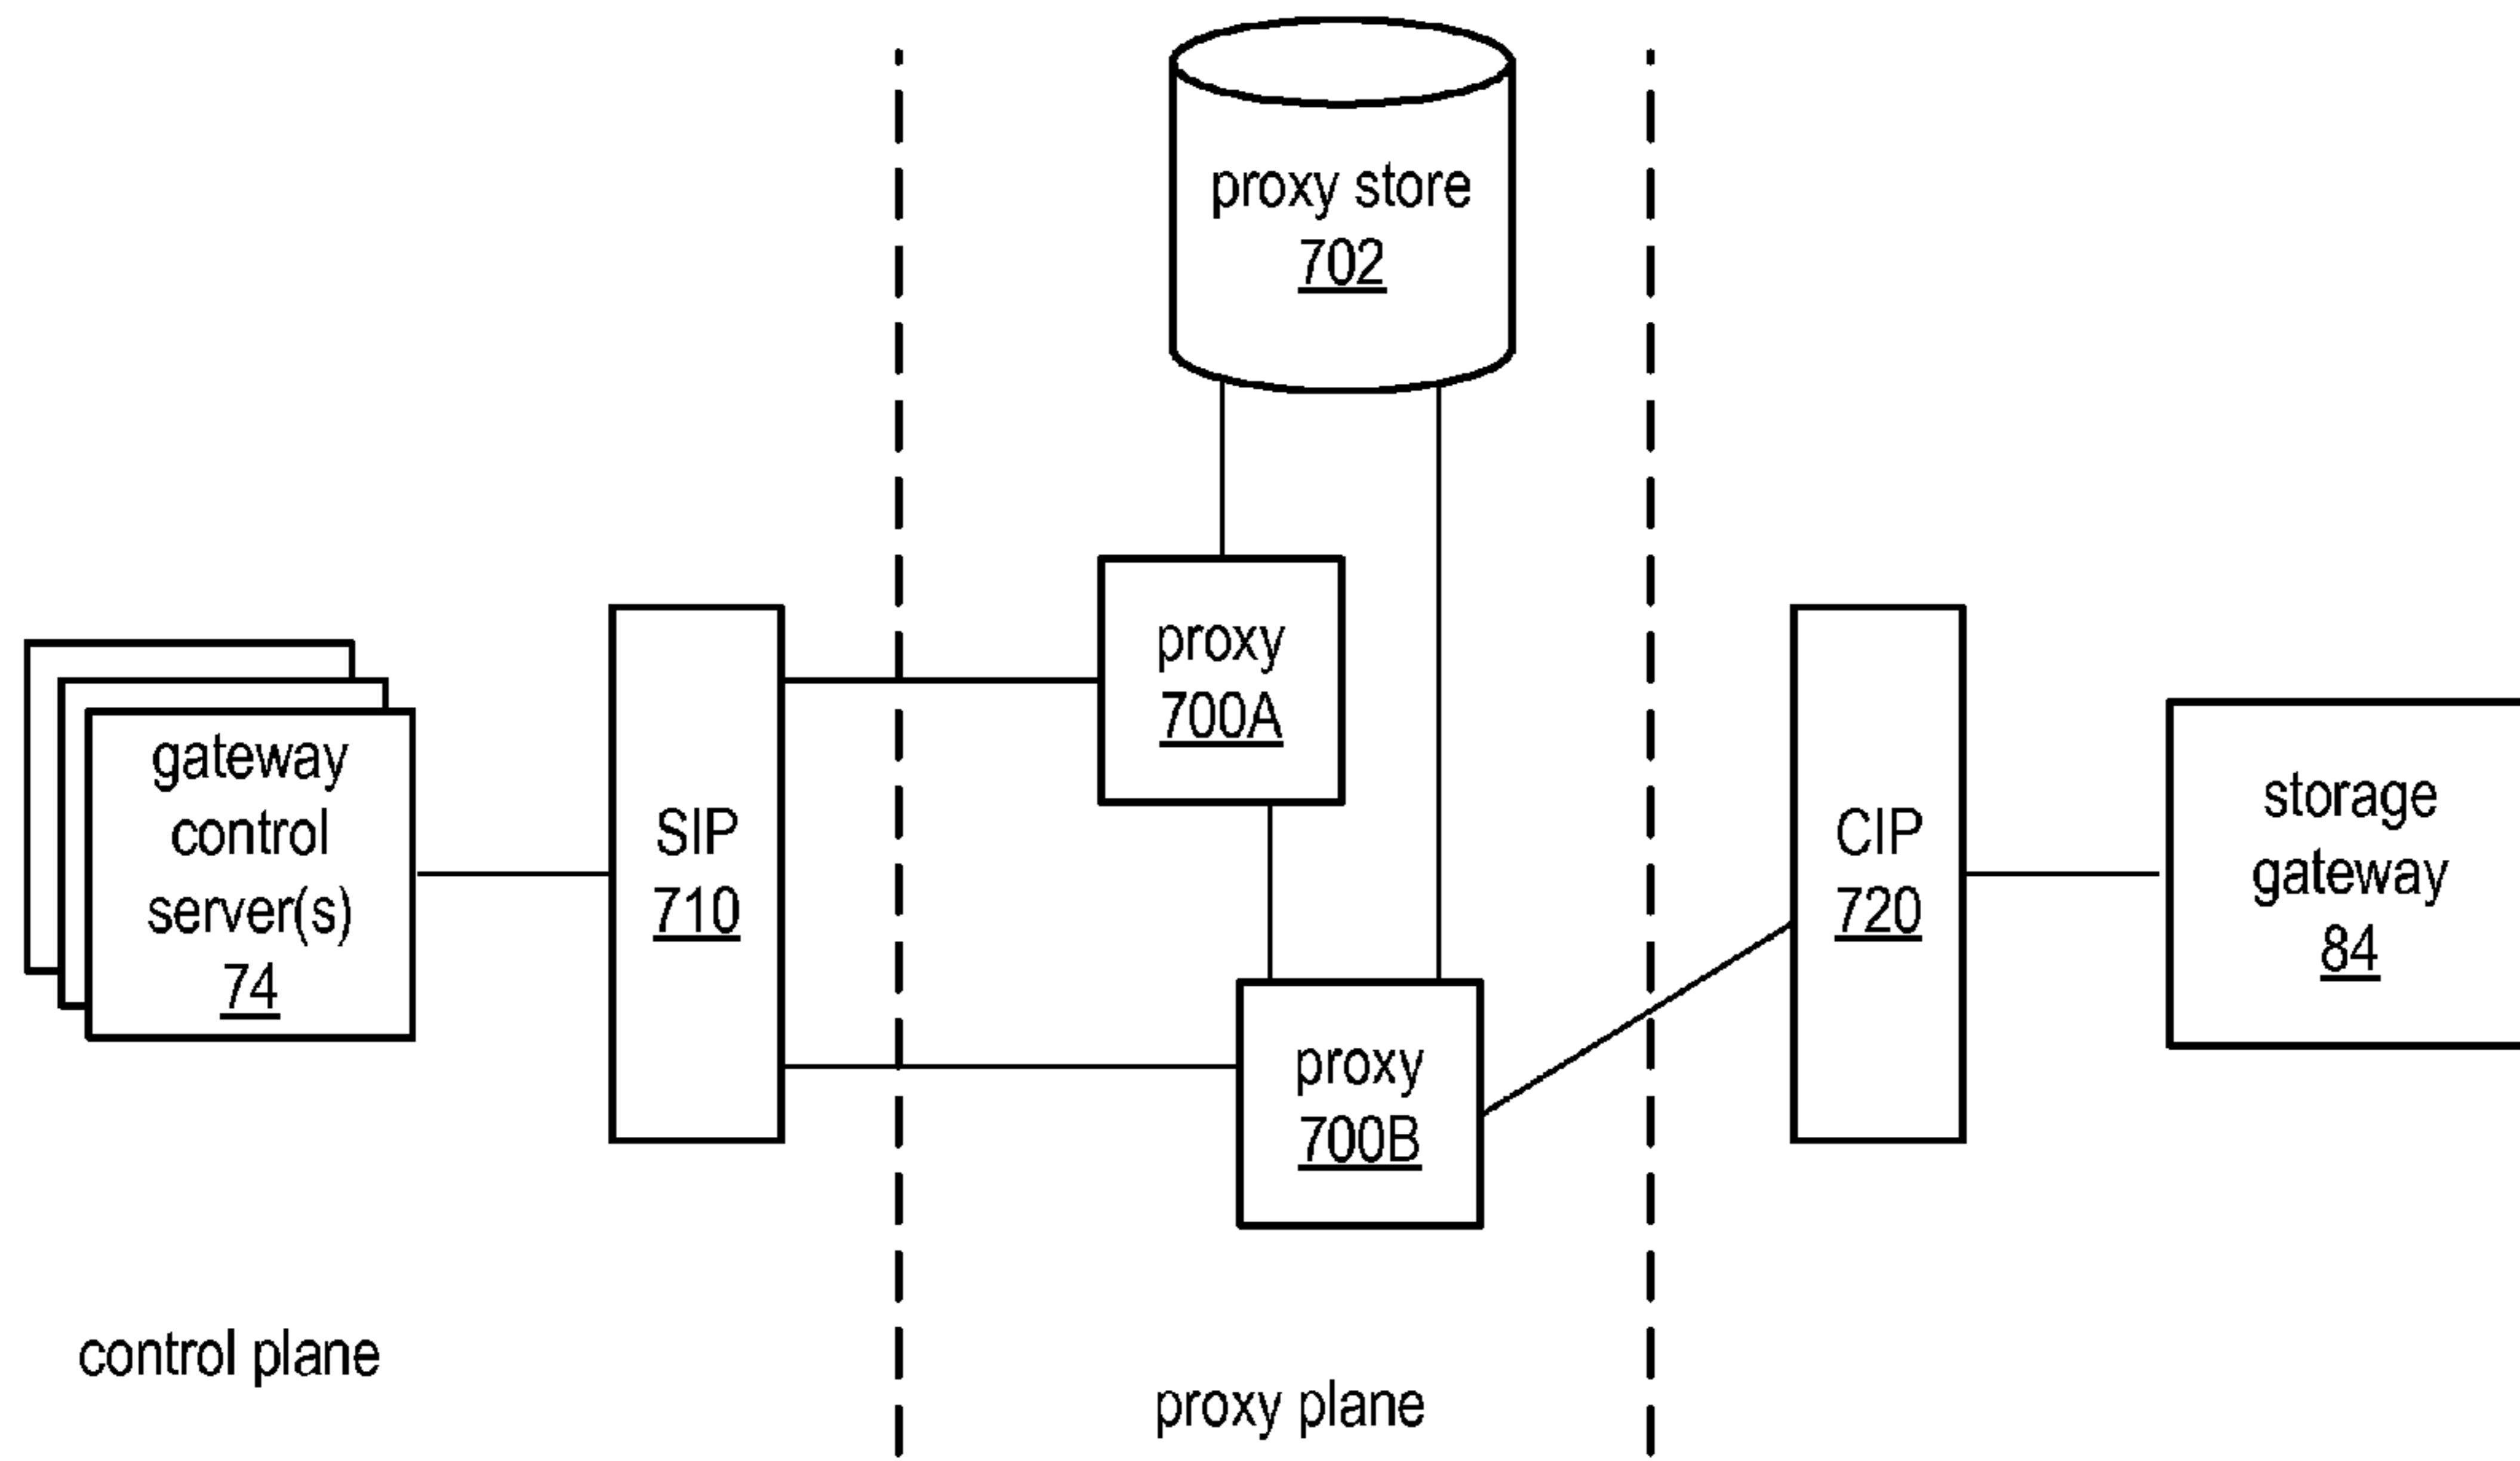 proxy store
702
proxy
700A
gateway
control
server(s)
74
SIP
710
CIP
720
storage
gateway
84
proxy
700B
control plane
proxy plane